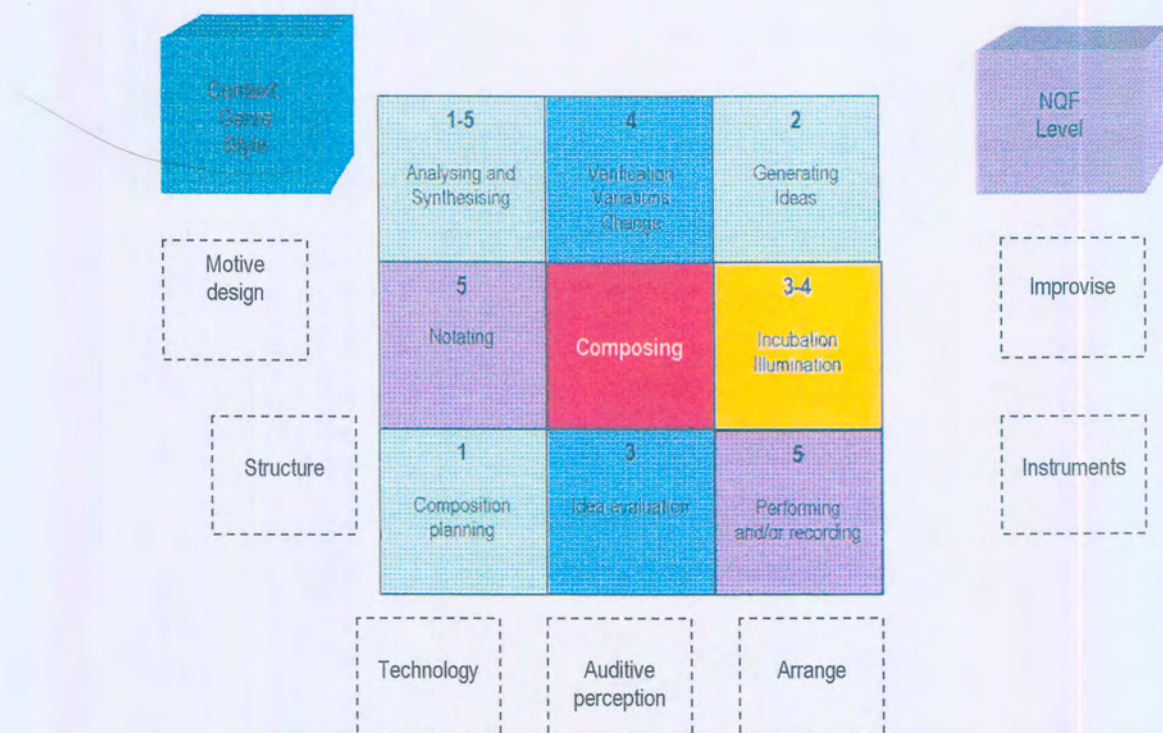 Context
Genre
Style
NQF
Level
1-5
Analysing and
Synthesising
4
Verification
Variations
Change
2
Generating
Ideas
Motive
design
5
Notating
Composing
3-4
Incubation
Illumination
Improvise
Structure
1
Composition
planning
3
Idea evaluation
5
Performing
and/or recording
Instruments
Technology
Auditive
perception
Arrange